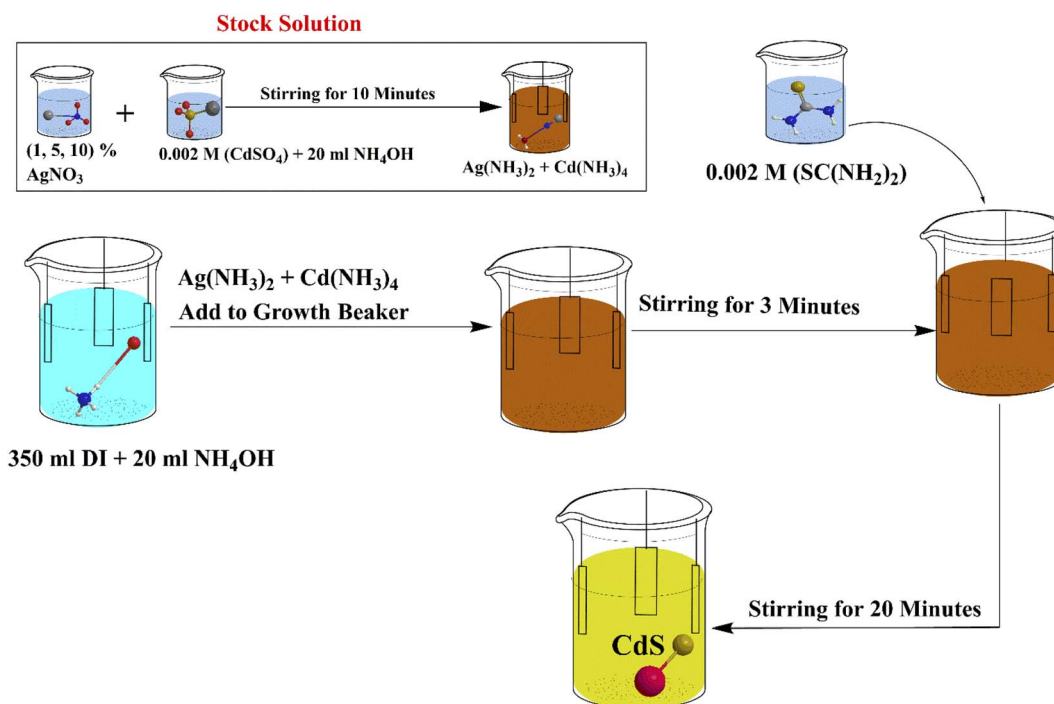 Stock Solution
Stirring for 10 Minutes
+
(1, 5, 10) %
AgNO₃
0.002 M (CdSO₄) + 20 ml NH₄OH
Ag(NH₃)₂ + Cd(NH₃)₄
0.002 M (SC(NH₂)₂)
Ag(NH₃)₂ + Cd(NH₃)₄
Add to Growth Beaker
Stirring for 3 Minutes
350 ml DI + 20 ml NH₄OH
Stirring for 20 Minutes
CdS